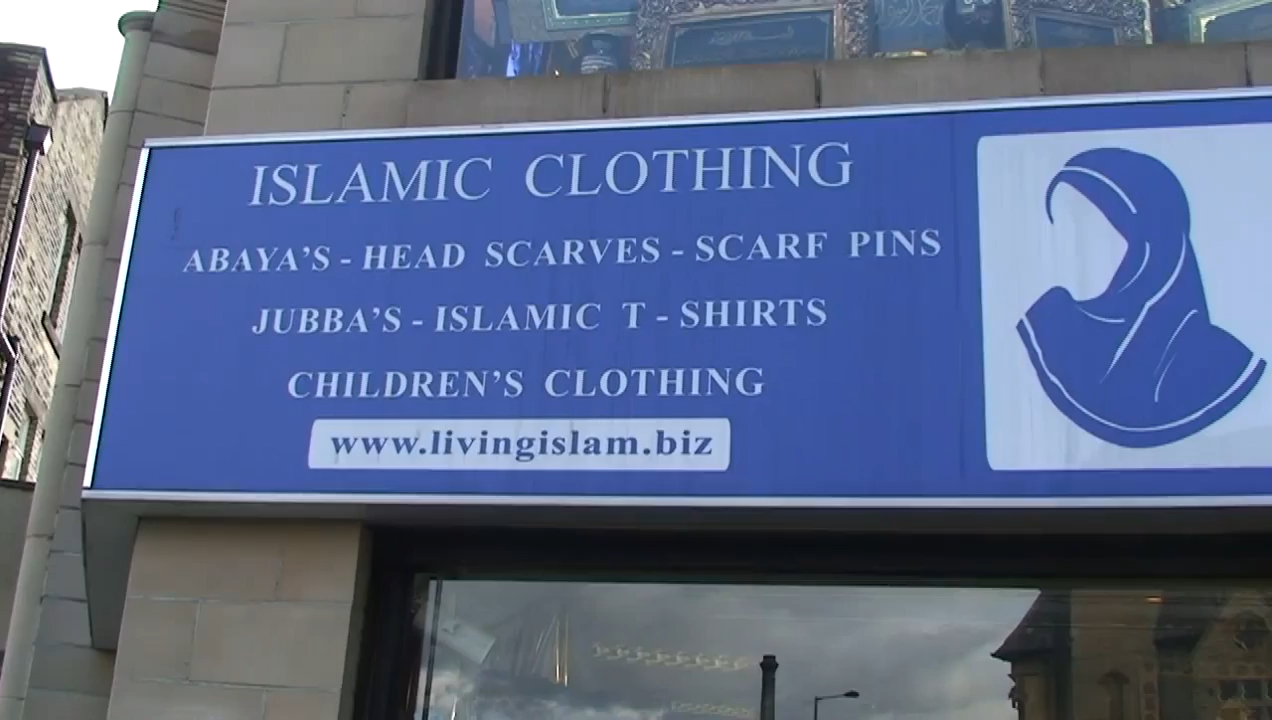 ISLAMIC CLOTHING
ABAYA'S - HEAD SCARVES - SCARF PINS
JUBBA'S - ISLAMIC T - SHIRTS
CHILDREN'S CLOTHING
www.livingislam.biz